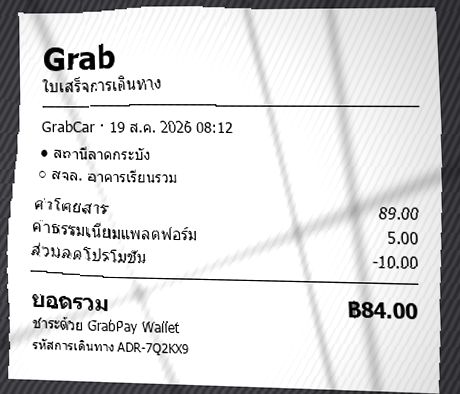 Grab
ใบเสร็จการเดินทาง
GrabCar · 19 ส.ค. 2026 08:12
● สถานีลาดกระบัง
○ สจล. อาคารเรียนรวม
ค่าโดยสาร 89.00
ค่าธรรมเนียมแพลตฟอร์ม 5.00
ส่วนลดโปรโมชัน -10.00
ยอดรวม ฿84.00
ชำระด้วย GrabPay Wallet
รหัสการเดินทาง ADR-7Q2KX9